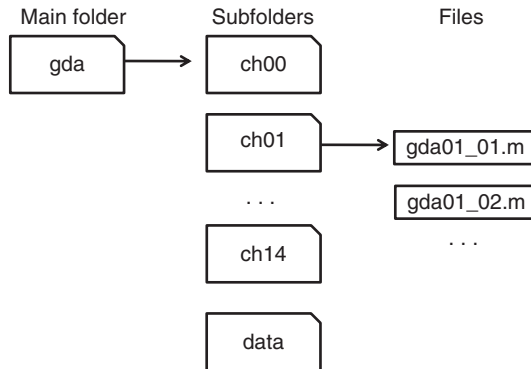 Main folder Subfolders Files
gda ch00
ch01
gda01_01.m
. . .
gda01_02.m
ch14
. . .
data